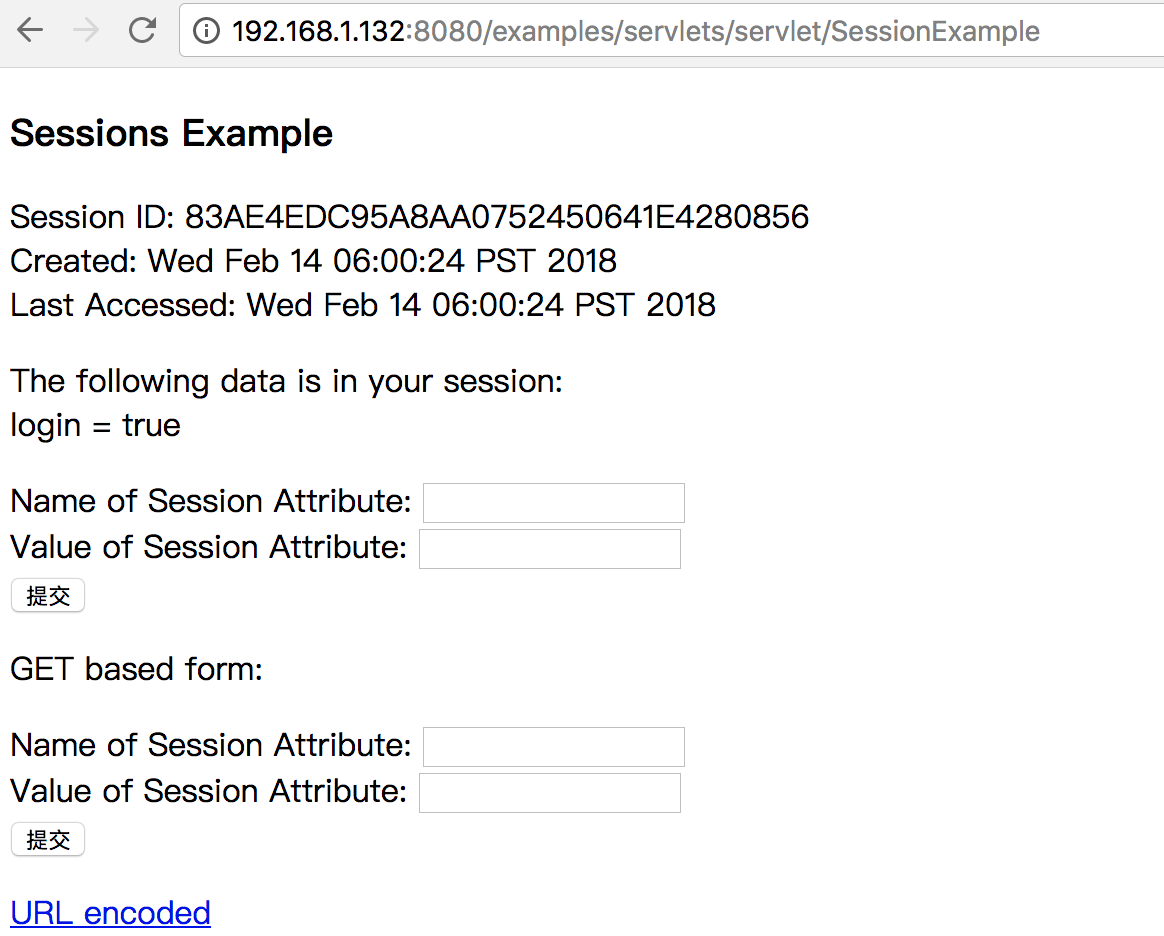 192.168.1.132:8080/examples/servlets/servlet/SessionExample
Sessions Example
Session ID: 83AE4EDC95A8AA0752450641E4280856
Created: Wed Feb 14 06:00:24 PST 2018
Last Accessed: Wed Feb 14 06:00:24 PST 2018
The following data is in your session:
login = true
Name of Session Attribute:
Value of Session Attribute:
提交
GET based form:
Name of Session Attribute:
Value of Session Attribute:
提交
URL encoded